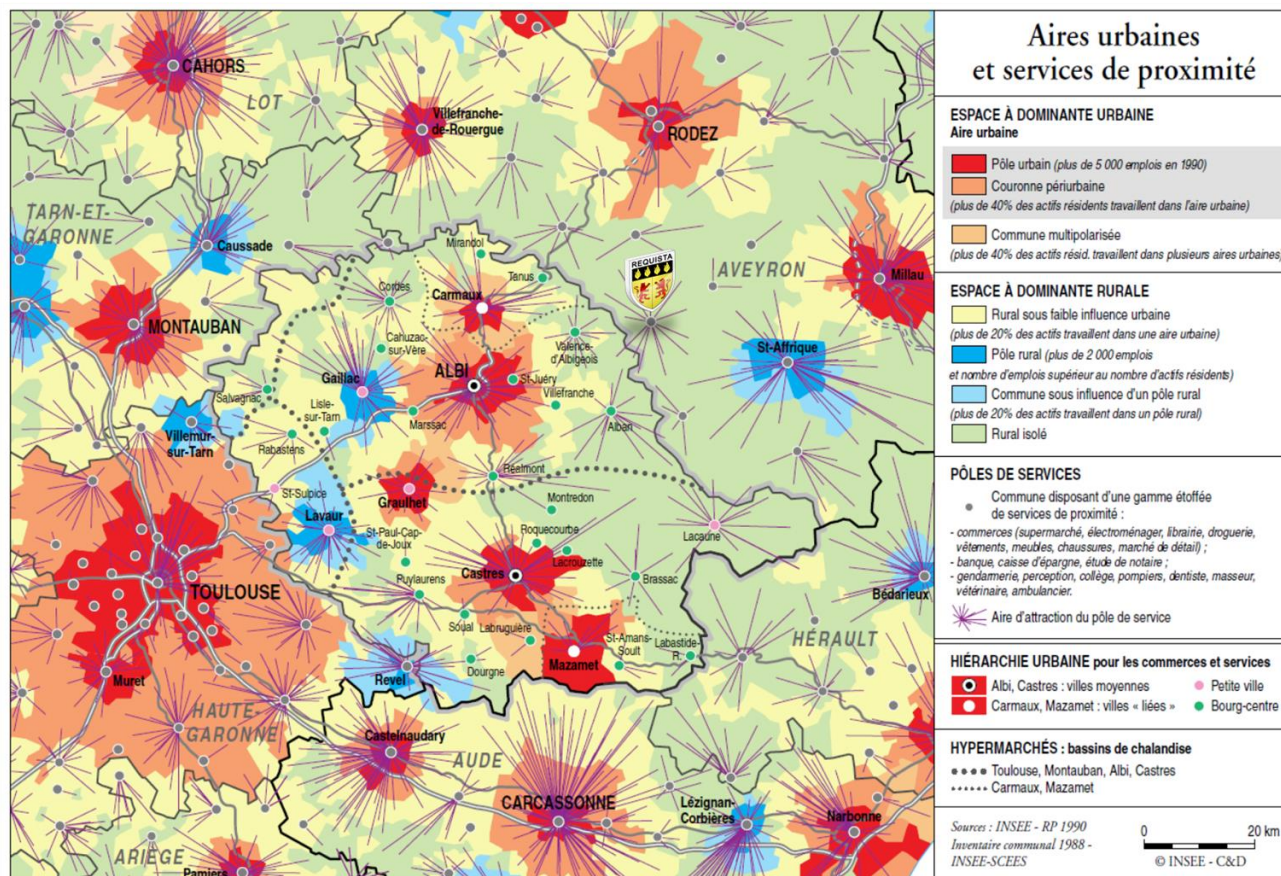 CAHORS
LOT
Villefranche-
de-Rouergue
RODEZ
TARN-ET-
GARONNE
Caussade
Mirandol
REQUISTA
AVEYRON
Millau
Tanus
Cordes
Carmaux
MONTAUBAN
Cahuzac-
sur-Vère
Valence-
d'Albigeois
St-Affrique
Gaillac
ALBI
St-Juéry
Villefranche
Salvagnac
Lisle-
sur-Tarn
Marssac
Alban
Villemur-
sur-Tarn
Rabastens
Réalmont
St-Sulpice
Graulhet
Montredon
Lavaur
St-Paul-Cap-
de-Joux
Roquecourbe
Lacaune
Lacrouzette
Castres
Brassac
TOULOUSE
Puylaurens
Bédarieux
Soual
Labruguière
St-Amans-
Soult
Labastide-
R.
HÉRAULT
Mazamet
Dourgne
Revel
Muret
HAUTE-
GARONNE
Castelnaudary
AUDE
CARCASSONNE
Lézignan-
Corbières
Narbonne
ARIÈGE
Pamiers
Aires urbaines
et services de proximité
ESPACE À DOMINANTE URBAINE
Aire urbaine
Pôle urbain (plus de 5 000 emplois en 1990)
Couronne périurbaine
(plus de 40% des actifs résidents travaillent dans l'aire urbaine)
Commune multipolarisée
(plus de 40% des actifs résid. travaillent dans plusieurs aires urbaines)
ESPACE À DOMINANTE RURALE
Rural sous faible influence urbaine
(plus de 20% des actifs travaillent dans une aire urbaine)
Pôle rural (plus de 2 000 emplois
et nombre d'emplois supérieur au nombre d'actifs résidents)
Commune sous influence d'un pôle rural
(plus de 20% des actifs travaillent dans un pôle rural)
Rural isolé
PÔLES DE SERVICES
Commune disposant d'une gamme étoffée
de services de proximité :
- commerces (supermarché, électroménager, librairie, droguerie,
vêtements, meubles, chaussures, marché de détail) ;
- banque, caisse d'épargne, étude de notaire ;
- gendarmerie, perception, collège, pompiers, dentiste, masseur,
vétérinaire, ambulancier.
Aire d'attraction du pôle de service
HIÉRARCHIE URBAINE pour les commerces et services
Albi, Castres : villes moyennes
Petite ville
Carmaux, Mazamet : villes « liées »
Bourg-centre
HYPERMARCHÉS : bassins de chalandise
Toulouse, Montauban, Albi, Castres
Carmaux, Mazamet
Sources : INSEE - RP 1990
Inventaire communal 1988 -
INSEE-SCEES
0 20 km
© INSEE - C&D